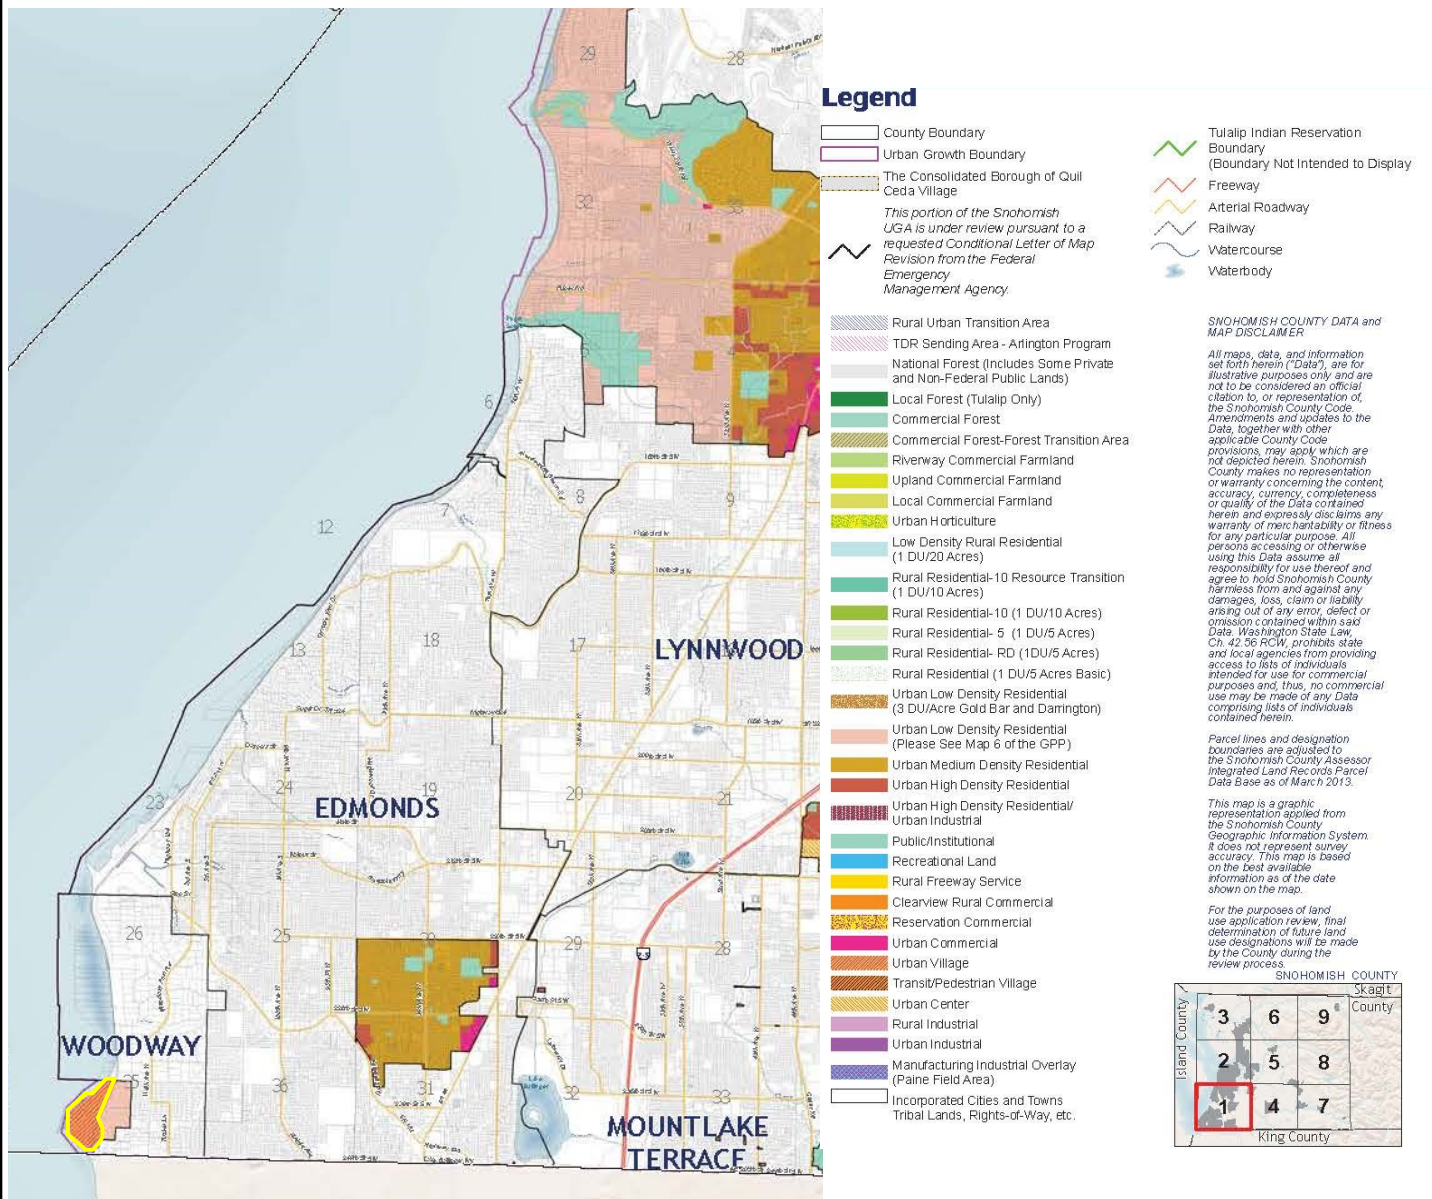 29
28
32
33
5
4
6
8
9
7
12
168th St SW
LYNNWOOD
18
17
13
EDMONDS
24
19
20
21
23
26
25
29
28
WOODWAY
35
36
31
32
33
MOUNTLAKE
TERRACE
Legend
County Boundary
Urban Growth Boundary
The Consolidated Borough of Quil
Ceda Village
This portion of the Snohomish
UGA is under review pursuant to a
requested Conditional Letter of Map
Revision from the Federal
Emergency
Management Agency.
Rural Urban Transition Area
TDR Sending Area - Arlington Program
National Forest (Includes Some Private
and Non-Federal Public Lands)
Local Forest (Tulalip Only)
Commercial Forest
Commercial Forest-Forest Transition Area
Riverway Commercial Farmland
Upland Commercial Farmland
Local Commercial Farmland
Urban Horticulture
Low Density Rural Residential
(1 DU/20 Acres)
Rural Residential-10 Resource Transition
(1 DU/10 Acres)
Rural Residential-10 (1 DU/10 Acres)
Rural Residential- 5 (1 DU/5 Acres)
Rural Residential- RD (1DU/5 Acres)
Rural Residential (1 DU/5 Acres Basic)
Urban Low Density Residential
(3 DU/Acre Gold Bar and Darrington)
Urban Low Density Residential
(Please See Map 6 of the GPP)
Urban Medium Density Residential
Urban High Density Residential
Urban High Density Residential/
Urban Industrial
Public/Institutional
Recreational Land
Rural Freeway Service
Clearview Rural Commercial
Reservation Commercial
Urban Commercial
Urban Village
Transit/Pedestrian Village
Urban Center
Rural Industrial
Urban Industrial
Manufacturing Industrial Overlay
(Paine Field Area)
Incorporated Cities and Towns
Tribal Lands, Rights-of-Way, etc.
Tulalip Indian Reservation
Boundary
(Boundary Not Intended to Display
Freeway
Arterial Roadway
Railway
Watercourse
Waterbody
SNOHOMISH COUNTY DATA and
MAP DISCLAIMER
All maps, data, and information
set forth herein ("Data"), are for
illustrative purposes only and are
not to be considered an official
citation to, or representation of,
the Snohomish County Code.
Amendments and updates to the
Data, together with other
applicable County Code
provisions, may apply which are
not depicted herein. Snohomish
County makes no representation
or warranty concerning the content,
accuracy, currency, completeness
or quality of the Data contained
herein and expressly disclaims any
warranty of merchantability or fitness
for any particular purpose. All
persons accessing or otherwise
using this Data assume all
responsibility for use thereof and
agree to hold Snohomish County
harmless from and against any
damages, loss, claim or liability
arising out of any error, defect or
omission contained within said
Data. Washington State Law,
Ch. 42.56 RCW, prohibits state
and local agencies from providing
access to lists of individuals
intended for use for commercial
purposes and, thus, no commercial
use may be made of any Data
comprising lists of individuals
contained herein.
Parcel lines and designation
boundaries are adjusted to
the Snohomish County Assessor
Integrated Land Records Parcel
Data Base as of March 2013.
This map is a graphic
representation applied from
the Snohomish County
Geographic Information System.
It does not represent survey
accuracy. This map is based
on the best available
information as of the date
shown on the map.
For the purposes of land
use application review, final
determination of future land
use designations will be made
by the County during the
review process.
SNOHOMISH COUNTY
Skagit
County
Island County
3 6 9
2 5 8
1 4 7
King County